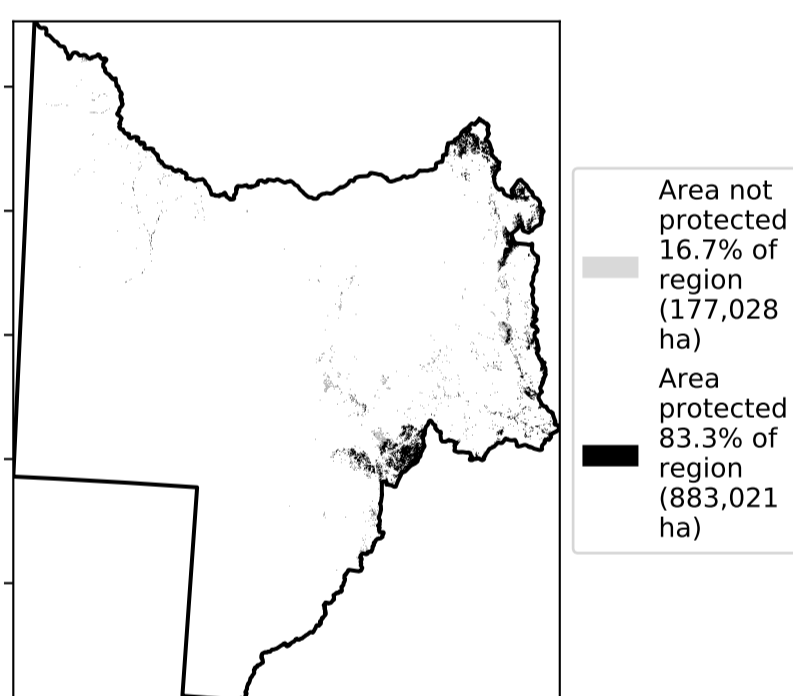 Area not
protected
16.7% of
region
(177,028
ha)
Area
protected
83.3% of
region
(883,021
ha)